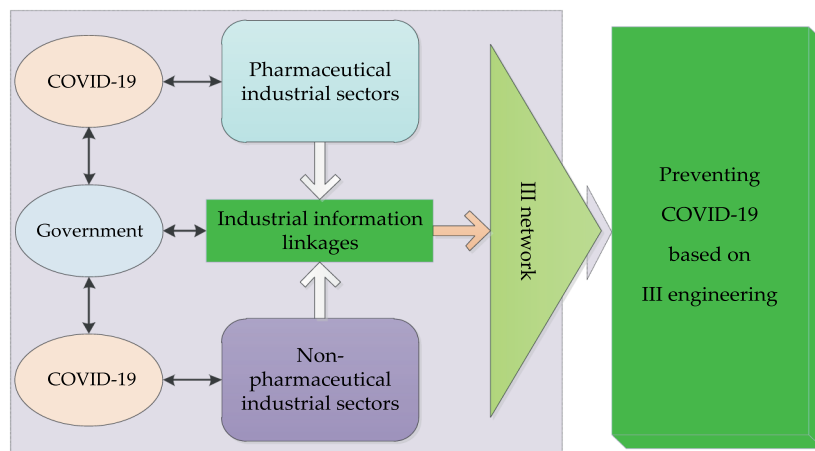 COVID-19
Pharmaceutical
industrial sectors
Government
Industrial information
linkages
COVID-19
Non-
pharmaceutical
industrial sectors
III network
Preventing
COVID-19
based on
III engineering